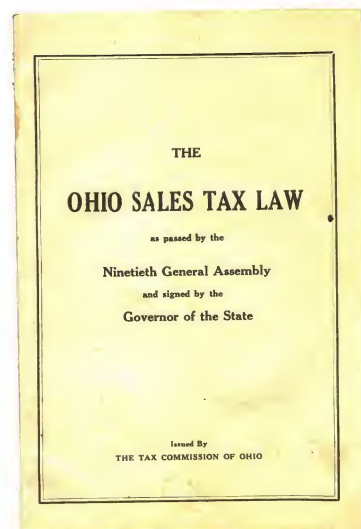 THE
OHIO SALES TAX LAW
as passed by the
Ninetieth General Assembly
and signed by the
Governor of the State
Issued By
THE TAX COMMISSION OF OHIO